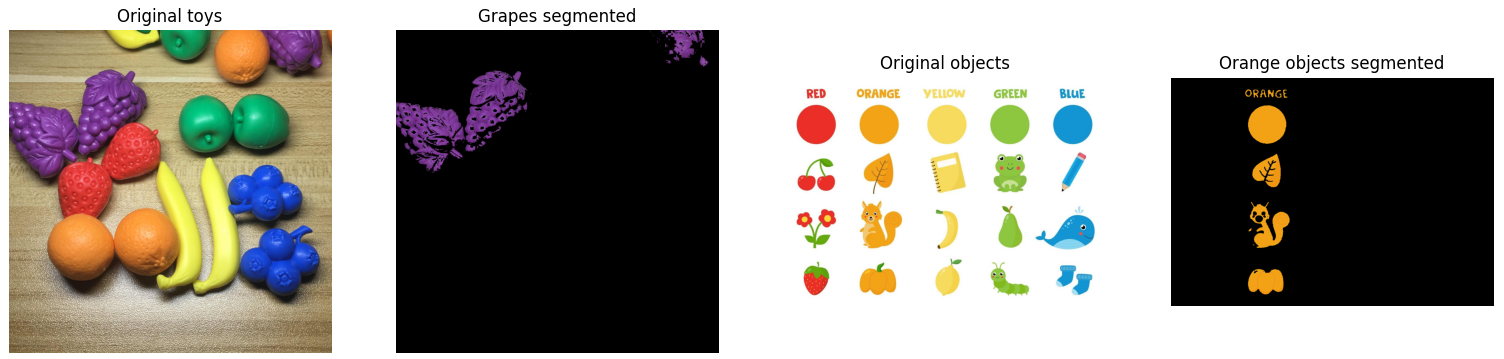 Original toys
Grapes segmented
Original objects
Orange objects segmented
RED ORANGE YELLOW GREEN BLUE
ORANGE